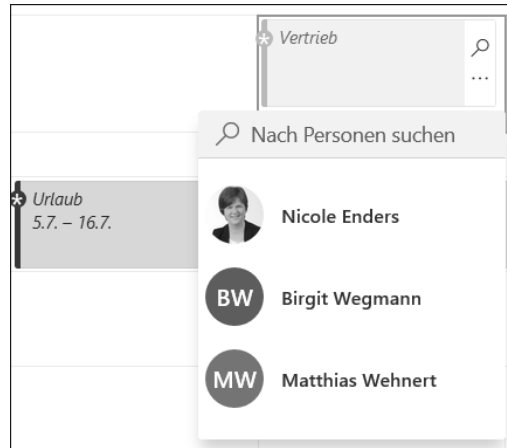 * Vertrieb
...
Nach Personen suchen
* Urlaub
5.7. – 16.7.
Nicole Enders
BW Birgit Wegmann
MW Matthias Wehnert